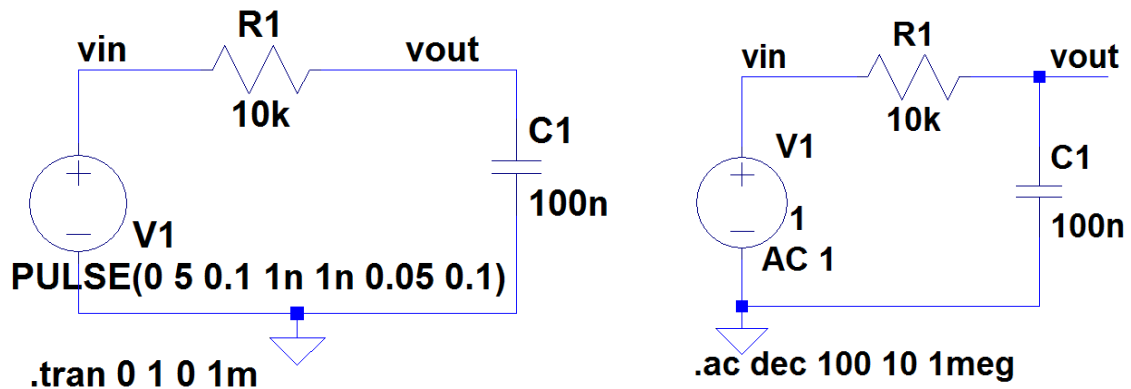 R1
vin
vout
10k
C1
100n
V1
PULSE(0 5 0.1 1n 1n 0.05 0.1)
.tran 0 1 0 1m
R1
vin
vout
10k
V1
C1
1
100n
AC 1
.ac dec 100 10 1meg